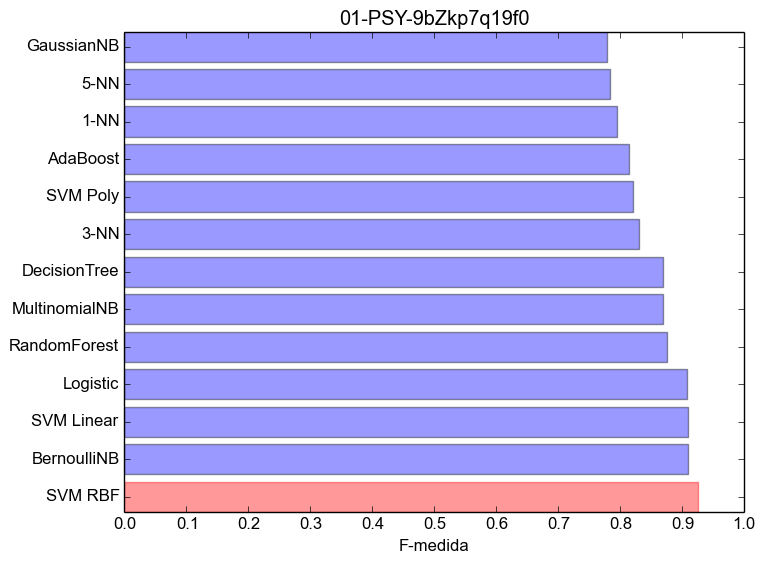 01-PSY-9bZkp7q19f0
GaussianNB
5-NN
1-NN
AdaBoost
SVM Poly
3-NN
DecisionTree
MultinomialNB
RandomForest
Logistic
SVM Linear
BernoulliNB
SVM RBF
0.0 0.1 0.2 0.3 0.4 0.5 0.6 0.7 0.8 0.9 1.0
F-medida